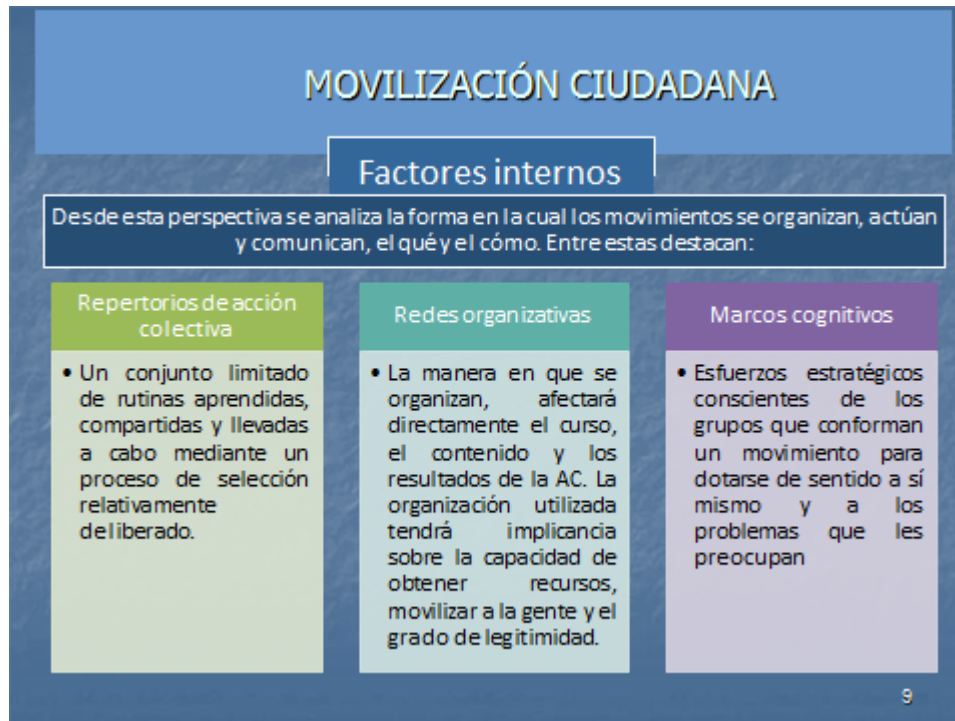 MOVILIZACIÓN CIUDADANA
Factores internos
Desde esta perspectiva se analiza la forma en la cual los movimientos se organizan, actúan
y comunican, el qué y el cómo. Entre estas destacan:
Repertorios de acción
colectiva
• Un conjunto limitado
de rutinas aprendidas,
compartidas y llevadas
a cabo mediante un
proceso de selección
relativamente
deliberado.
Redes organizativas
• La manera en que se
organizan, afectará
directamente el curso,
el contenido y los
resultados de la AC. La
organización utilizada
tendrá implicancia
sobre la capacidad de
obtener recursos,
movilizar a la gente y el
grado de legitimidad.
Marcos cognitivos
• Esfuerzos estratégicos
conscientes de los
grupos que conforman
un movimiento para
dotarse de sentido a sí
mismo y a los
problemas que les
preocupan
9